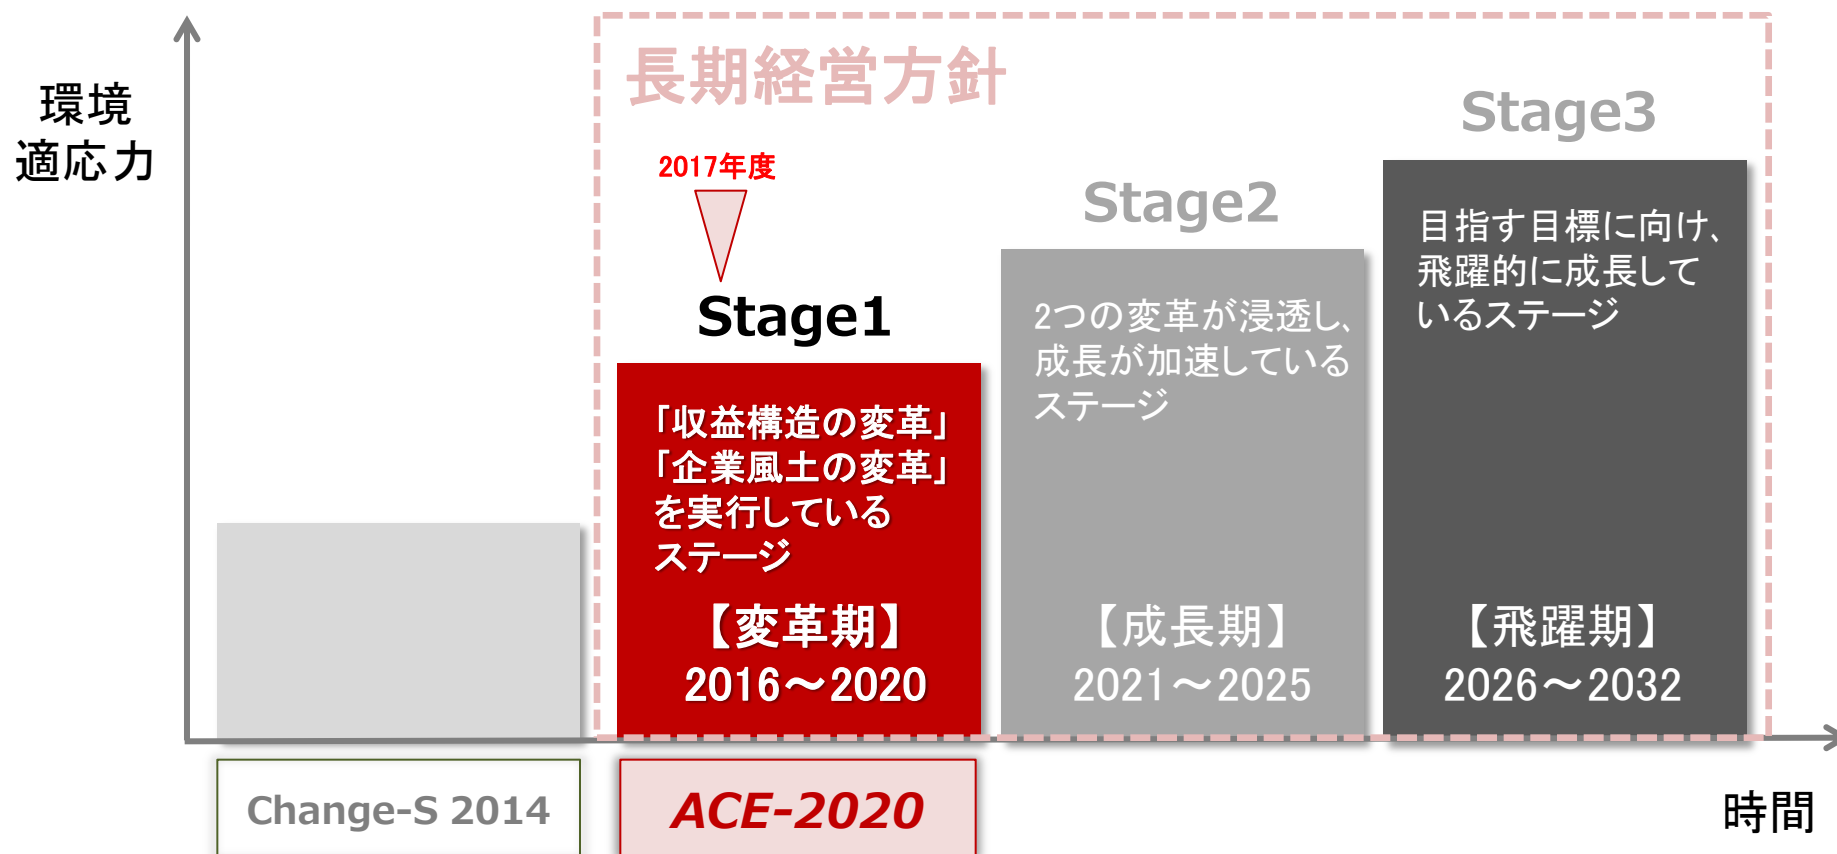 環境
適応力
長期経営方針
2017年度
Stage1
「収益構造の変革」
「企業風土の変革」
を実行している
ステージ
【変革期】
2016～2020
Stage2
2つの変革が浸透し、
成長が加速している
ステージ
【成長期】
2021～2025
Stage3
目指す目標に向け、
飛躍的に成長して
いるステージ
【飛躍期】
2026～2032
Change-S 2014
ACE-2020
時間